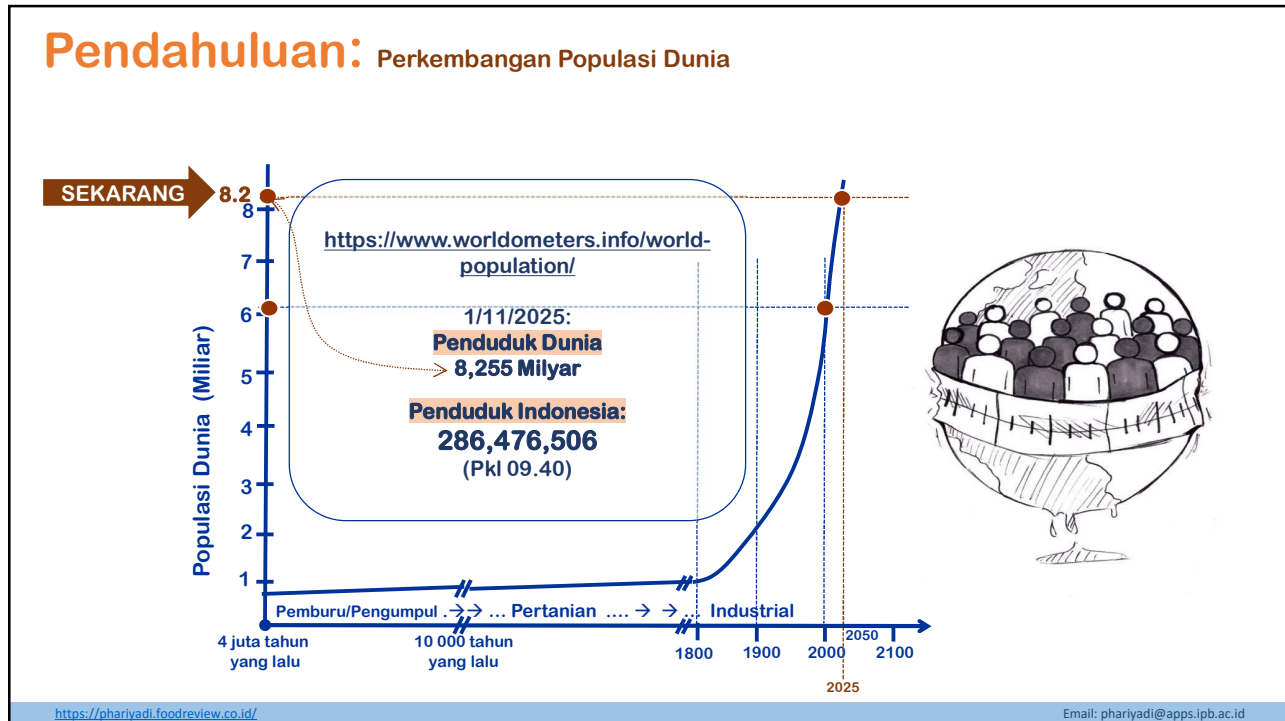 Pendahuluan: Perkembangan Populasi Dunia
SEKARANG
8.2
8
7
6
5
4
3
2
1
Populasi Dunia (Miliar)
https://www.worldometers.info/world-
population/
1/11/2025:
Penduduk Dunia
8,255 Milyar
Penduduk Indonesia:
286,476,506
(Pkl 09.40)
Pemburu/Pengumpul .→→ ... Pertanian .... → → ... Industrial
4 juta tahun
yang lalu
10 000 tahun
yang lalu
1800
1900
2000
2050
2100
2025
https://phariyadi.foodreview.co.id/
Email: phariyadi@apps.ipb.ac.id